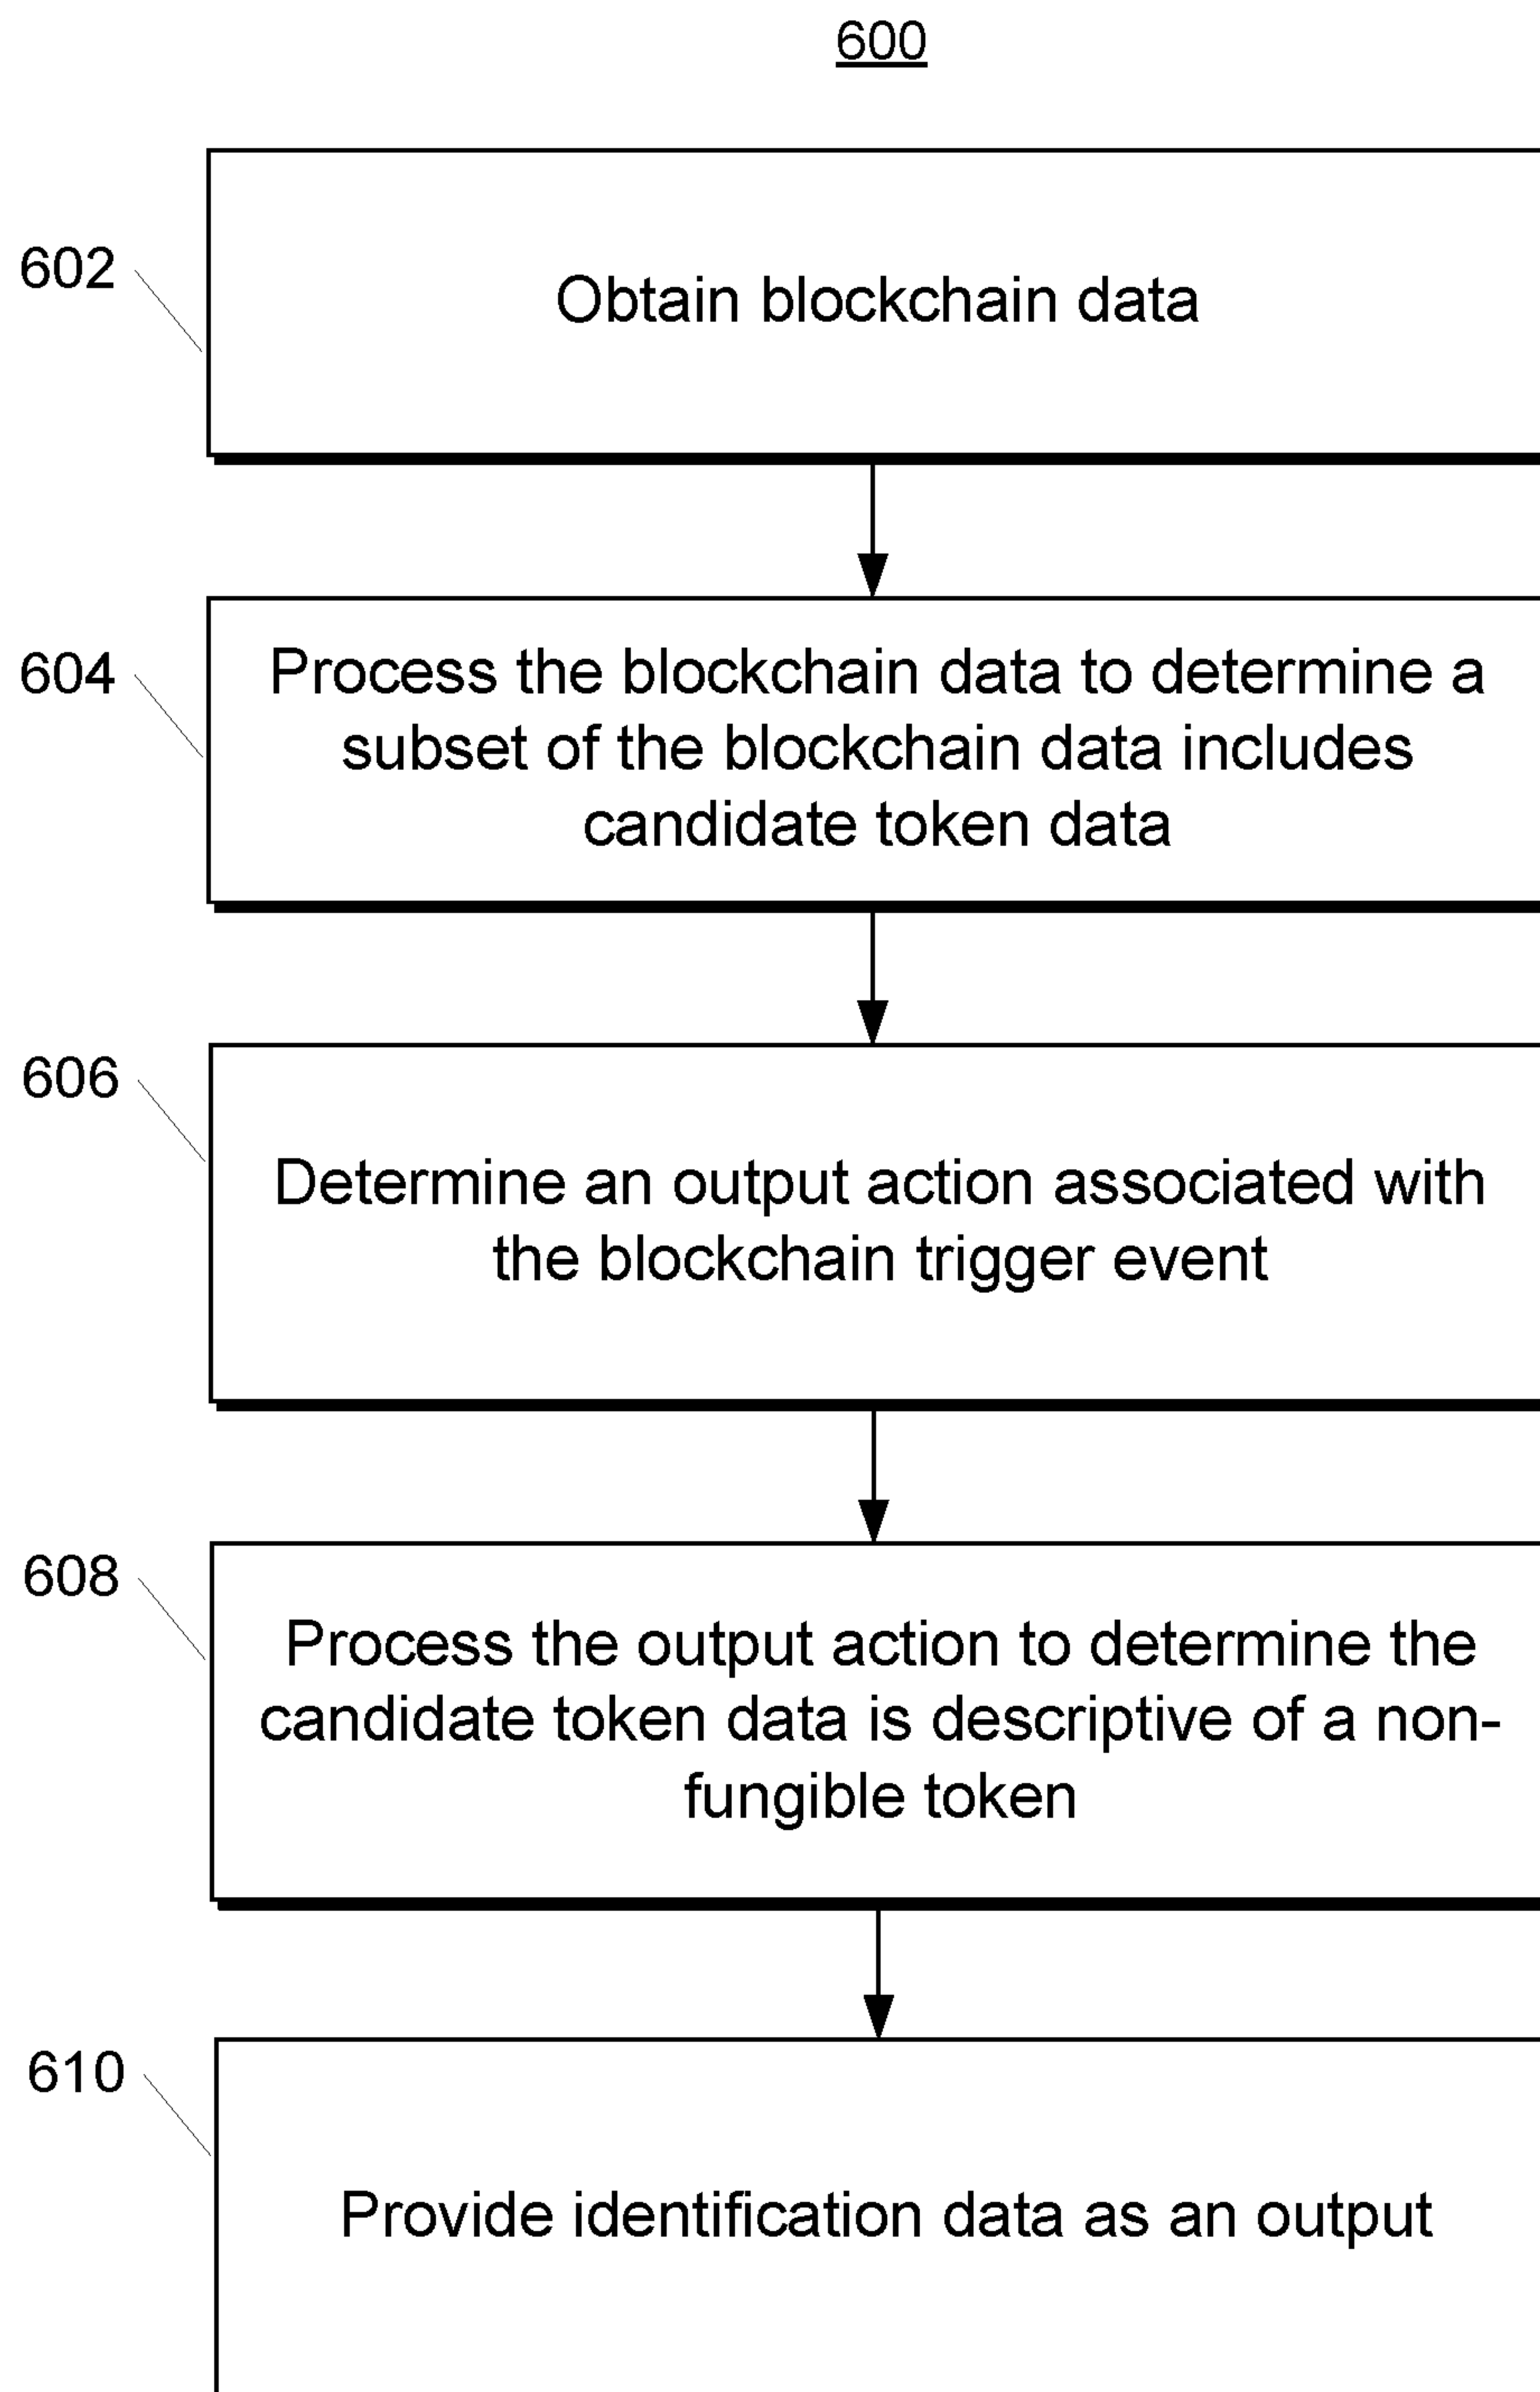 600
602
Obtain blockchain data
604
Process the blockchain data to determine a
subset of the blockchain data includes
candidate token data
606
Determine an output action associated with
the blockchain trigger event
608
Process the output action to determine the
candidate token data is descriptive of a non-
fungible token
610
Provide identification data as an output